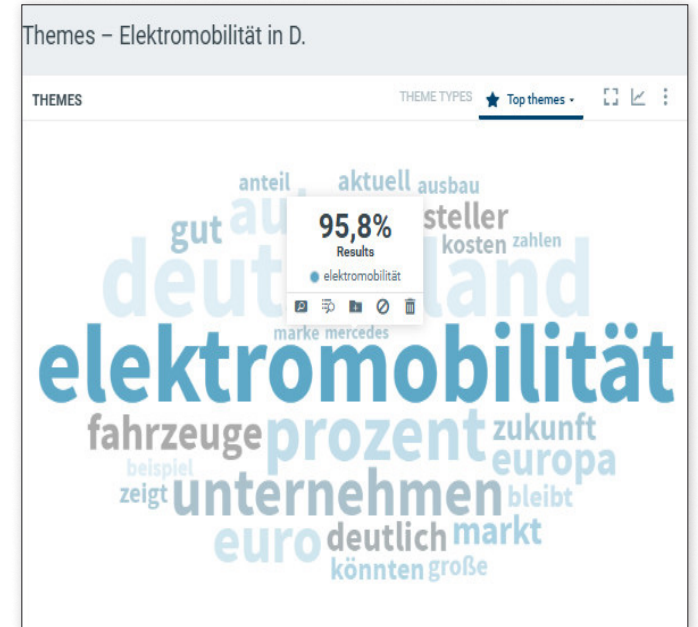 Themes – Elektromobilität in D.
THEMES
THEME TYPES Top themes
anteil aktuell ausbau
gut
steller
95,8%
Results
elektromobilität
kosten zahlen
marke mercedes
elektromobilität
fahrzeuge prozent zukunft
europa
beispiel
zeigt unternehmen bleibt
euro deutlich markt
könnten große